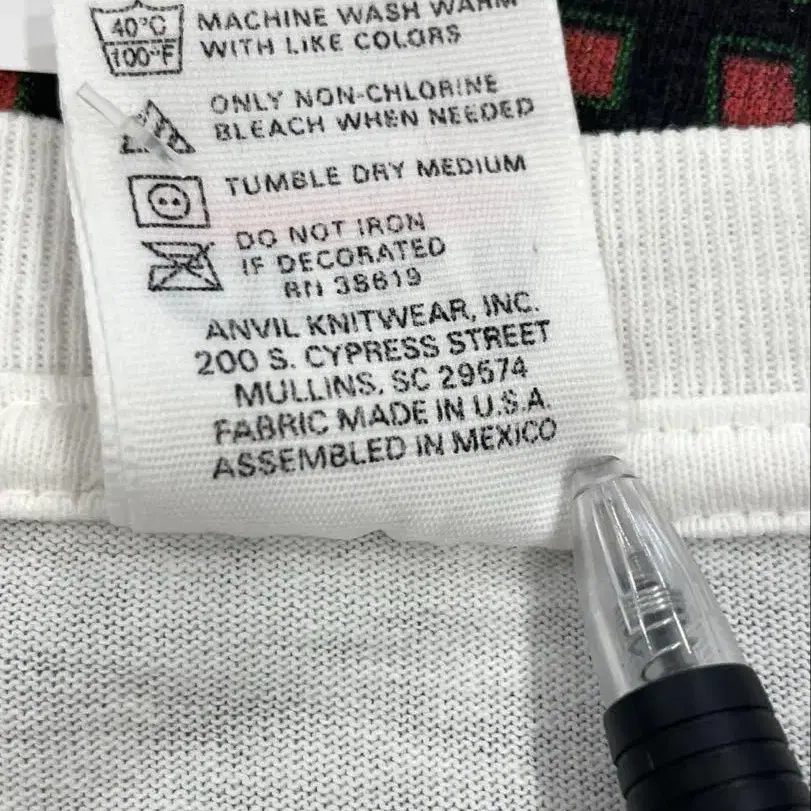 40°C
100°F
MACHINE WASH WARM
WITH LIKE COLORS
ONLY NON-CHLORINE
BLEACH WHEN NEEDED
TUMBLE DRY MEDIUM
DO NOT IRON
IF DECORATED
RN 38619
ANVIL KNITWEAR, INC.
200 S. CYPRESS STREET
MULLINS, SC 29574
FABRIC MADE IN U.S.A.
ASSEMBLED IN MEXICO